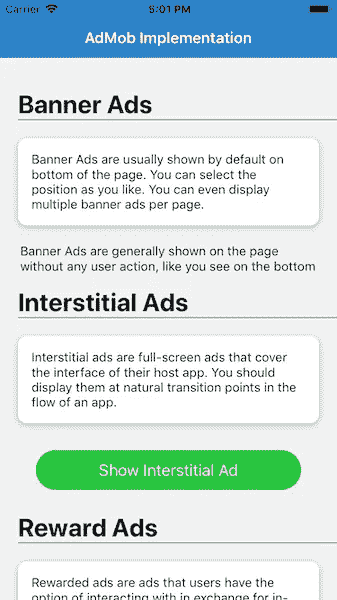 Carrier 5:01 PM
AdMob Implementation
Banner Ads
Banner Ads are usually shown by default on
bottom of the page. You can select the
position as you like. You can even display
multiple banner ads per page.
Banner Ads are generally shown on the page
without any user action, like you see on the bottom
Interstitial Ads
Interstitial ads are full-screen ads that cover
the interface of their host app. You should
display them at natural transition points in the
flow of an app.
Show Interstitial Ad
Reward Ads
Rewarded ads are ads that users have the
option of interacting with in exchange for in-